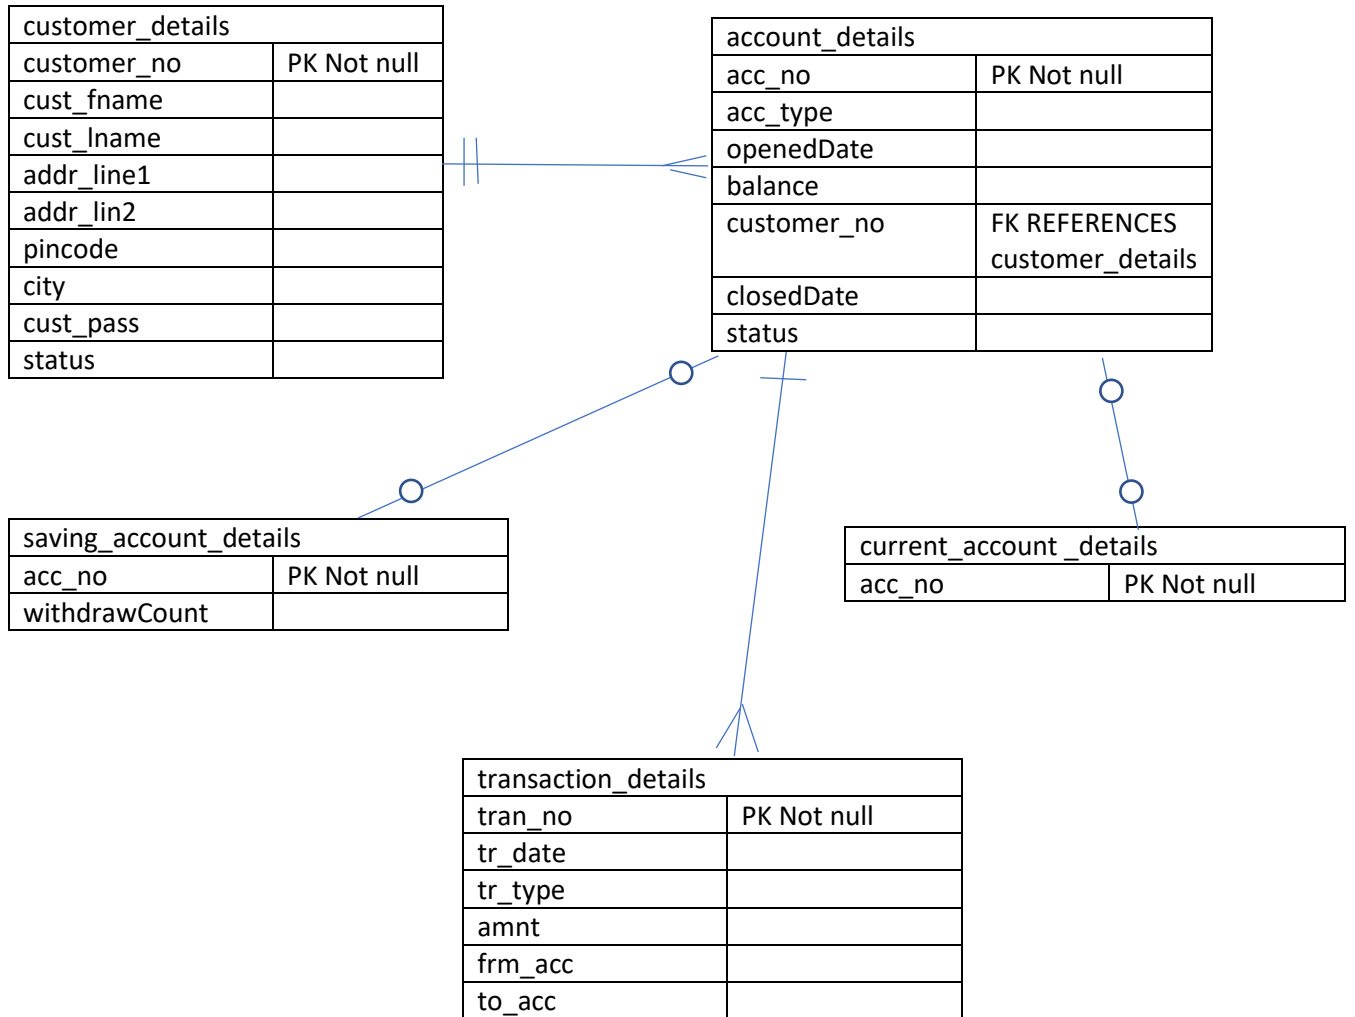 customer_details
customer_no PK Not null
cust_fname
cust_lname
addr_line1
addr_lin2
pincode
city
cust_pass
status
account_details
acc_no PK Not null
acc_type
openedDate
balance
customer_no FK REFERENCES
customer_details
closedDate
status
saving_account_details
acc_no PK Not null
withdrawCount
current_account _details
acc_no PK Not null
transaction_details
tran_no PK Not null
tr_date
tr_type
amnt
frm_acc
to_acc